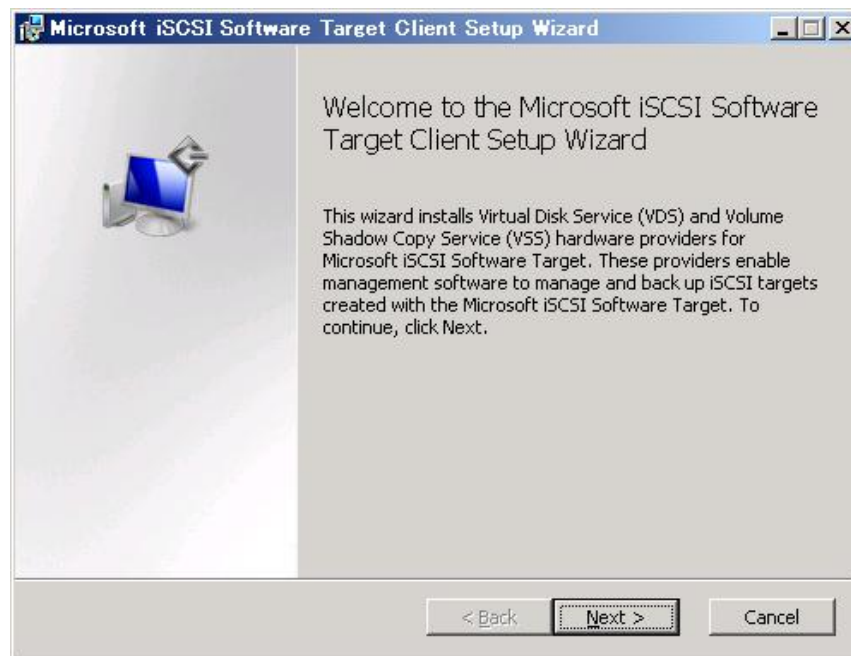 Microsoft iSCSI Software Target Client Setup Wizard
Welcome to the Microsoft iSCSI Software
Target Client Setup Wizard
This wizard installs Virtual Disk Service (VDS) and Volume
Shadow Copy Service (VSS) hardware providers for
Microsoft iSCSI Software Target. These providers enable
management software to manage and back up iSCSI targets
created with the Microsoft iSCSI Software Target. To
continue, click Next.
< Back
Next >
Cancel